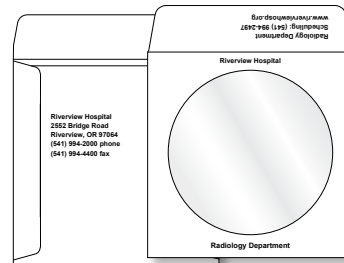 Radiology Department
Scheduling: (541) 994-2497
www.riverviewhosp.org
Riverview Hospital
Riverview Hospital
2552 Bridge Road
Riverview, OR 97064
(541) 994-2000 phone
(541) 994-4400 fax
Radiology Department